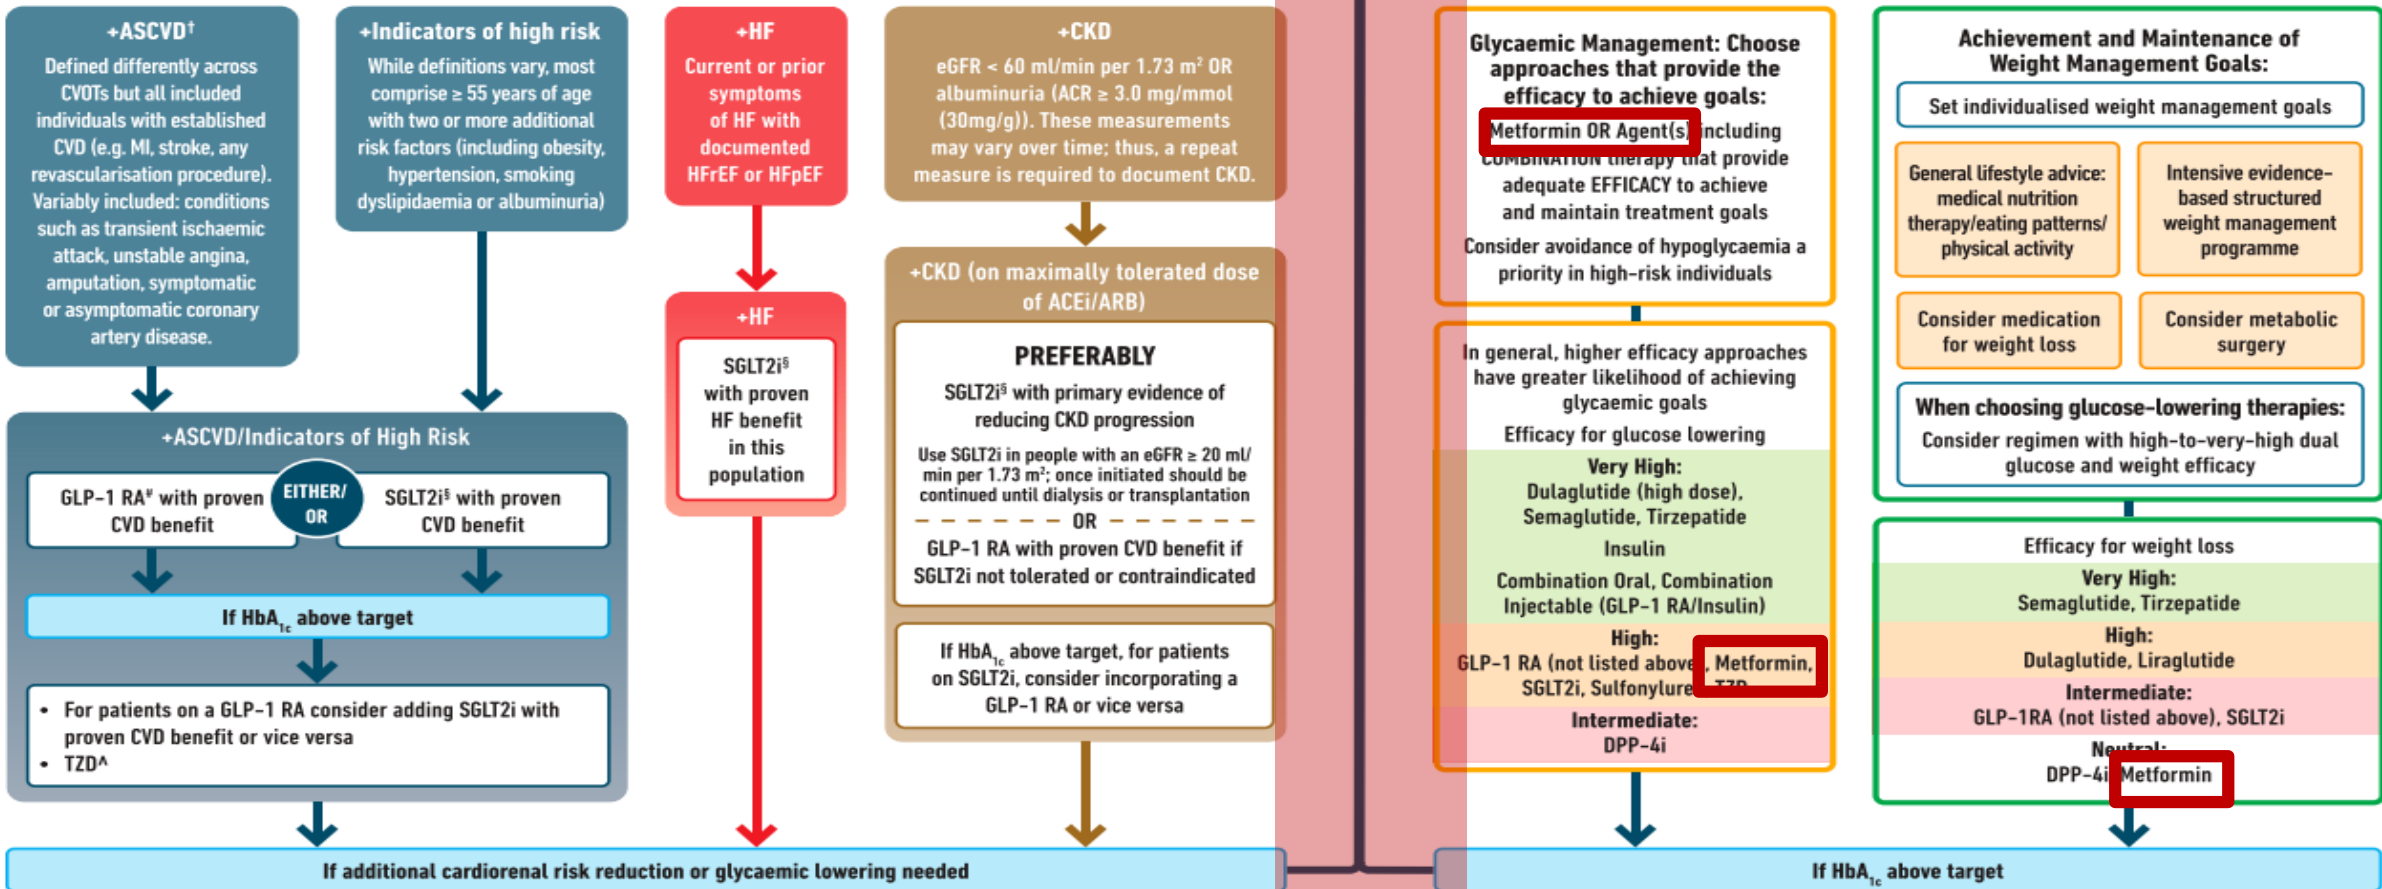 +ASCVD†
Defined differently across
CVOTs but all included
individuals with established
CVD (e.g. MI, stroke, any
revascularisation procedure).
Variably included: conditions
such as transient ischaemic
attack, unstable angina,
amputation, symptomatic
or asymptomatic coronary
artery disease.
+Indicators of high risk
While definitions vary, most
comprise ≥ 55 years of age
with two or more additional
risk factors (including obesity,
hypertension, smoking
dyslipidaemia or albuminuria)
+ASCVD/Indicators of High Risk
GLP-1 RA# with proven
CVD benefit
EITHER/
OR
SGLT2i§ with proven
CVD benefit
If HbA1c above target
• For patients on a GLP-1 RA consider adding SGLT2i with
proven CVD benefit or vice versa
• TZD^
+HF
Current or prior
symptoms
of HF with
documented
HFrEF or HFpEF
+HF
SGLT2i§
with proven
HF benefit
in this
population
+CKD
eGFR < 60 ml/min per 1.73 m² OR
albuminuria (ACR ≥ 3.0 mg/mmol
(30mg/g)). These measurements
may vary over time; thus, a repeat
measure is required to document CKD.
+CKD (on maximally tolerated dose
of ACEi/ARB)
PREFERABLY
SGLT2i§ with primary evidence of
reducing CKD progression
Use SGLT2i in people with an eGFR ≥ 20 ml/
min per 1.73 m²; once initiated should be
continued until dialysis or transplantation
OR
GLP-1 RA with proven CVD benefit if
SGLT2i not tolerated or contraindicated
If HbA1c above target, for patients
on SGLT2i, consider incorporating a
GLP-1 RA or vice versa
If additional cardiorenal risk reduction or glycaemic lowering needed
Glycaemic Management: Choose
approaches that provide the
efficacy to achieve goals:
Metformin OR Agent(s) including
COMBINATION therapy that provide
adequate EFFICACY to achieve
and maintain treatment goals
Consider avoidance of hypoglycaemia a
priority in high-risk individuals
In general, higher efficacy approaches
have greater likelihood of achieving
glycaemic goals
Efficacy for glucose lowering
Very High:
Dulaglutide (high dose),
Semaglutide, Tirzepatide
Insulin
Combination Oral, Combination
Injectable (GLP-1 RA/Insulin)
High:
GLP-1 RA (not listed above), Metformin,
SGLT2i, Sulfonylurea, TZD
Intermediate:
DPP-4i
Achievement and Maintenance of
Weight Management Goals:
Set individualised weight management goals
General lifestyle advice:
medical nutrition
therapy/eating patterns/
physical activity
Intensive evidence-
based structured
weight management
programme
Consider medication
for weight loss
Consider metabolic
surgery
When choosing glucose-lowering therapies:
Consider regimen with high-to-very-high dual
glucose and weight efficacy
Efficacy for weight loss
Very High:
Semaglutide, Tirzepatide
High:
Dulaglutide, Liraglutide
Intermediate:
GLP-1RA (not listed above), SGLT2i
Neutral:
DPP-4i, Metformin
If HbA1c above target